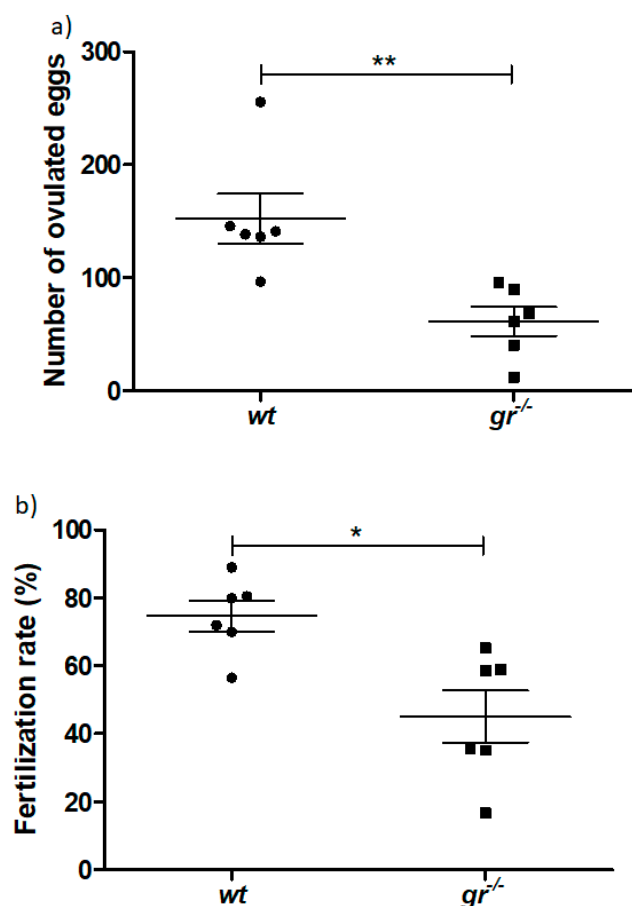 a)
Number of ovulated eggs
300
200
100
0
**
wt
gr-/-
b)
Fertilization rate (%)
100
80
60
40
20
0
*
wt
gr-/-